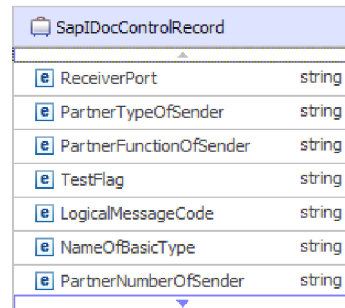 SapIDocControlRecord
e ReceiverPort string
e PartnerTypeOfSender string
e PartnerFunctionOfSender string
e TestFlag string
e LogicalMessageCode string
e NameOfBasicType string
e PartnerNumberOfSender string